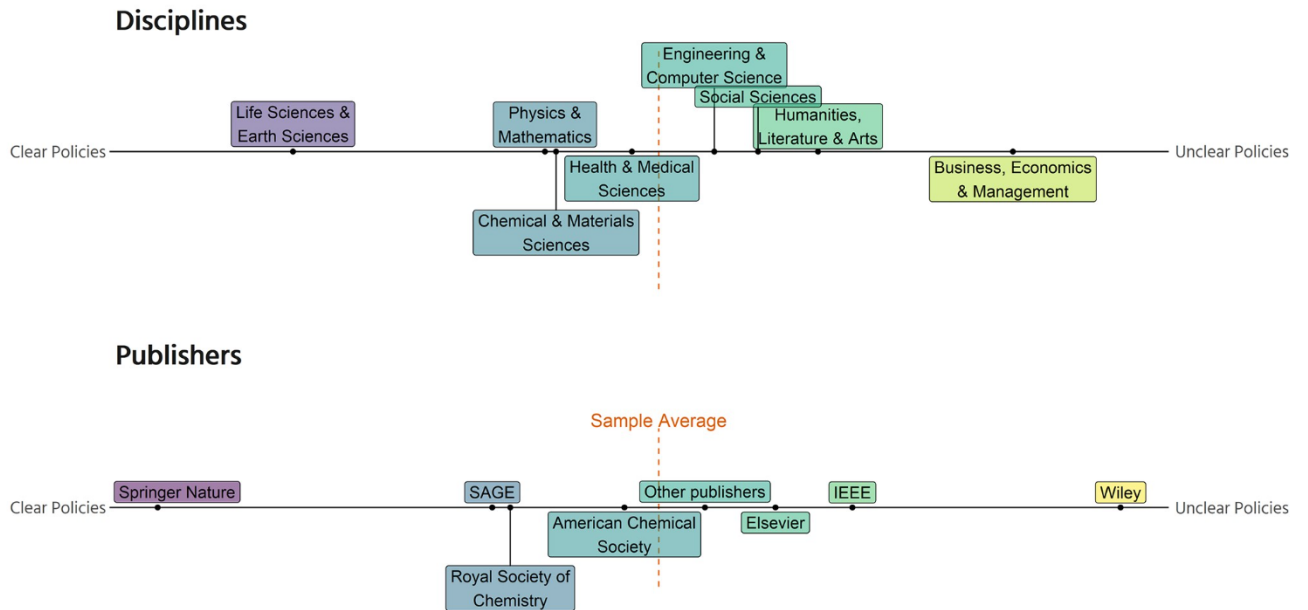 Disciplines
Engineering &
Computer Science
Social Sciences
Life Sciences &
Earth Sciences
Physics &
Mathematics
Humanities,
Literature & Arts
Clear Policies
Unclear Policies
Health & Medical
Sciences
Business, Economics
& Management
Chemical & Materials
Sciences
Publishers
Sample Average
Springer Nature
SAGE
Other publishers
IEEE
Wiley
Clear Policies
Unclear Policies
American Chemical
Society
Elsevier
Royal Society of
Chemistry